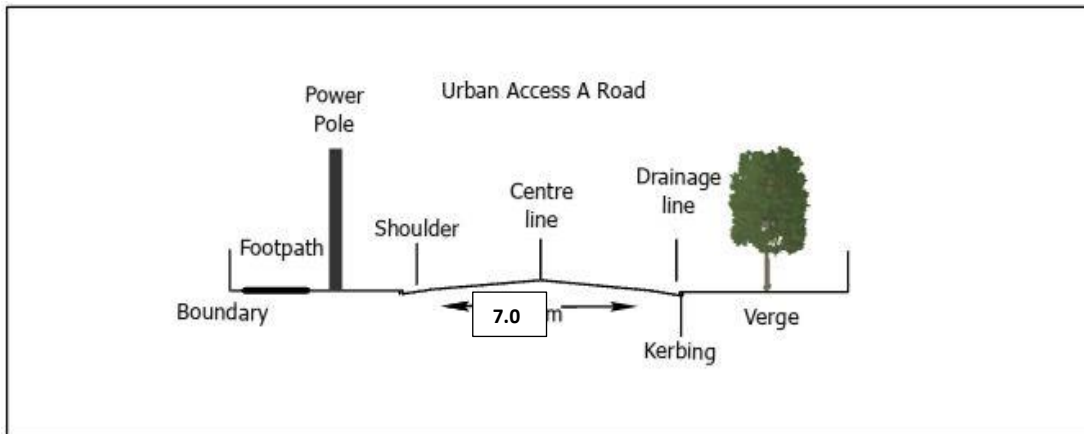 Urban Access A Road
Power
Pole
Centre
line
Drainage
line
Shoulder
Footpath
Boundary
7.0 m
Verge
Kerbing